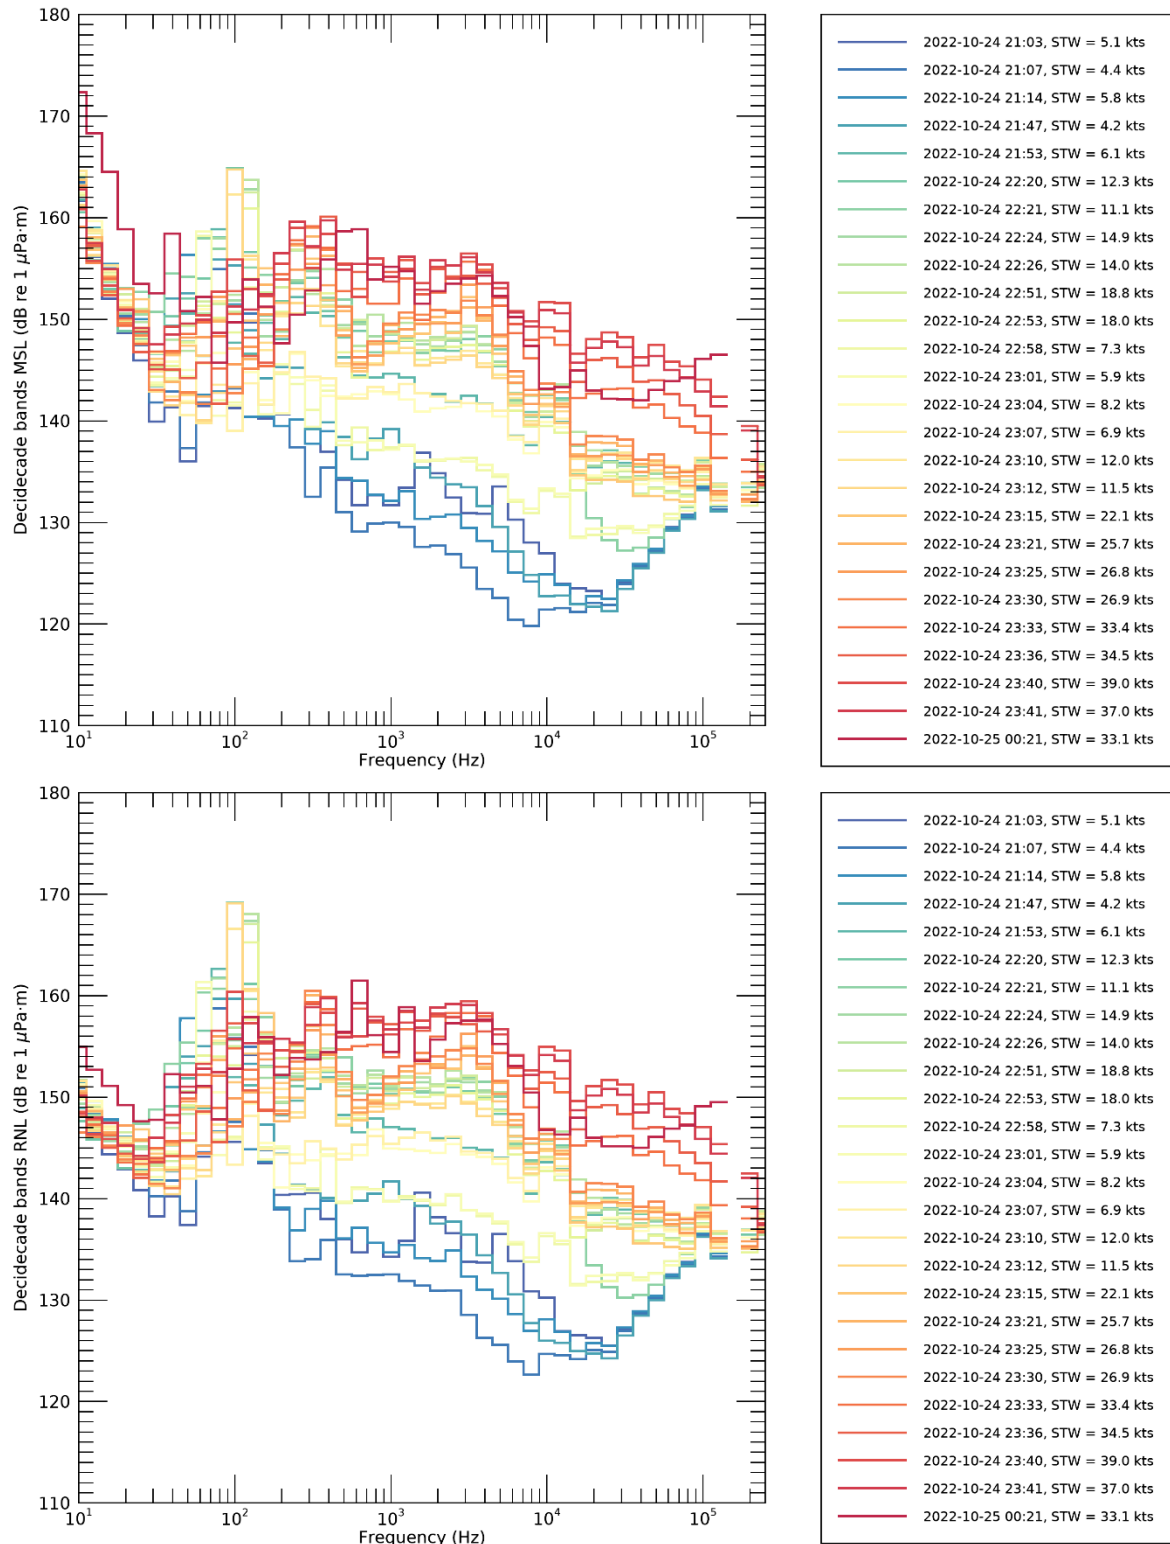 180
170
160
150
140
130
120
110
Decidecade bands MSL (dB re 1 µPa·m)
10¹ 10² 10³ 10⁴ 10⁵
Frequency (Hz)
2022-10-24 21:03, STW = 5.1 kts
2022-10-24 21:07, STW = 4.4 kts
2022-10-24 21:14, STW = 5.8 kts
2022-10-24 21:47, STW = 4.2 kts
2022-10-24 21:53, STW = 6.1 kts
2022-10-24 22:20, STW = 12.3 kts
2022-10-24 22:21, STW = 11.1 kts
2022-10-24 22:24, STW = 14.9 kts
2022-10-24 22:26, STW = 14.0 kts
2022-10-24 22:51, STW = 18.8 kts
2022-10-24 22:53, STW = 18.0 kts
2022-10-24 22:58, STW = 7.3 kts
2022-10-24 23:01, STW = 5.9 kts
2022-10-24 23:04, STW = 8.2 kts
2022-10-24 23:07, STW = 6.9 kts
2022-10-24 23:10, STW = 12.0 kts
2022-10-24 23:12, STW = 11.5 kts
2022-10-24 23:15, STW = 22.1 kts
2022-10-24 23:21, STW = 25.7 kts
2022-10-24 23:25, STW = 26.8 kts
2022-10-24 23:30, STW = 26.9 kts
2022-10-24 23:33, STW = 33.4 kts
2022-10-24 23:36, STW = 34.5 kts
2022-10-24 23:40, STW = 39.0 kts
2022-10-24 23:41, STW = 37.0 kts
2022-10-25 00:21, STW = 33.1 kts
180
170
160
150
140
130
120
110
Decidecade bands RNL (dB re 1 µPa·m)
10¹ 10² 10³ 10⁴ 10⁵
Frequency (Hz)
2022-10-24 21:03, STW = 5.1 kts
2022-10-24 21:07, STW = 4.4 kts
2022-10-24 21:14, STW = 5.8 kts
2022-10-24 21:47, STW = 4.2 kts
2022-10-24 21:53, STW = 6.1 kts
2022-10-24 22:20, STW = 12.3 kts
2022-10-24 22:21, STW = 11.1 kts
2022-10-24 22:24, STW = 14.9 kts
2022-10-24 22:26, STW = 14.0 kts
2022-10-24 22:51, STW = 18.8 kts
2022-10-24 22:53, STW = 18.0 kts
2022-10-24 22:58, STW = 7.3 kts
2022-10-24 23:01, STW = 5.9 kts
2022-10-24 23:04, STW = 8.2 kts
2022-10-24 23:07, STW = 6.9 kts
2022-10-24 23:10, STW = 12.0 kts
2022-10-24 23:12, STW = 11.5 kts
2022-10-24 23:15, STW = 22.1 kts
2022-10-24 23:21, STW = 25.7 kts
2022-10-24 23:25, STW = 26.8 kts
2022-10-24 23:30, STW = 26.9 kts
2022-10-24 23:33, STW = 33.4 kts
2022-10-24 23:36, STW = 34.5 kts
2022-10-24 23:40, STW = 39.0 kts
2022-10-24 23:41, STW = 37.0 kts
2022-10-25 00:21, STW = 33.1 kts